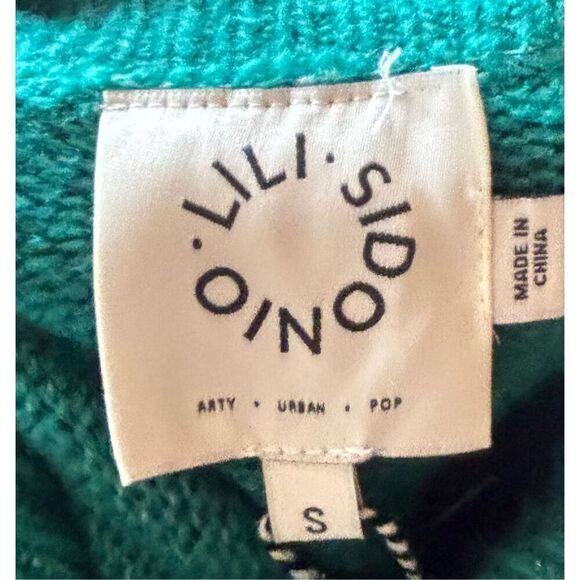 LILI · SIDONIO ·
ARTY • URBAN • POP
MADE IN
CHINA
S